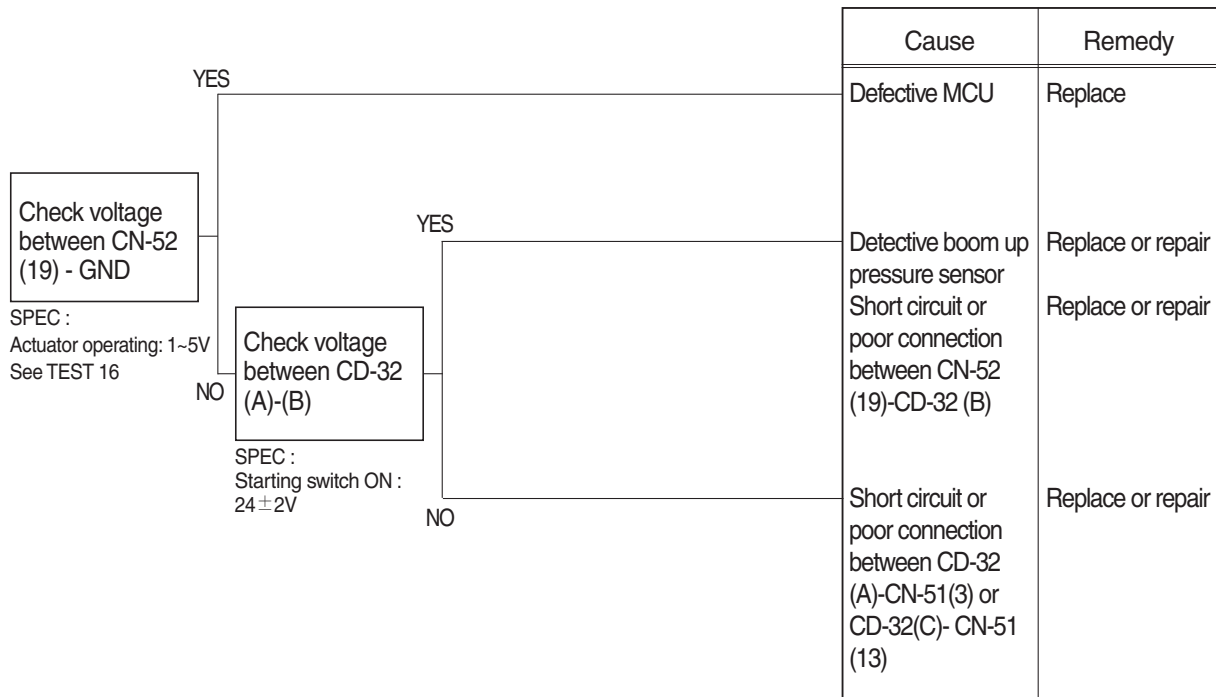 Cause
Remedy
YES
Defective MCU
Replace
Check voltage
between CN-52
(19) - GND
SPEC :
Actuator operating: 1~5V
See TEST 16
YES
Detective boom up
pressure sensor
Replace or repair
Short circuit or
poor connection
between CN-52
(19)-CD-32 (B)
Replace or repair
NO
Check voltage
between CD-32
(A)-(B)
SPEC :
Starting switch ON :
24±2V
NO
Short circuit or
poor connection
between CD-32
(A)-CN-51(3) or
CD-32(C)- CN-51
(13)
Replace or repair